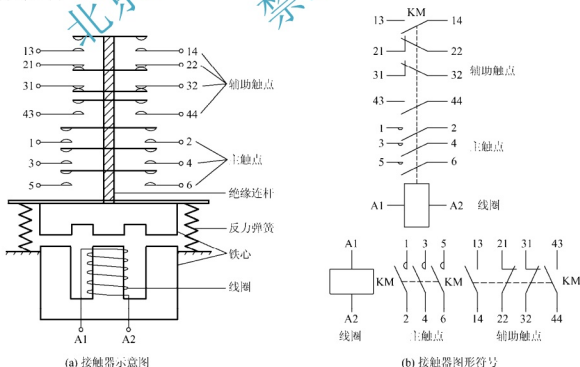 北京
禁
13 14
21 22
31 32
43 44
辅助触点
1 2
3 4
5 6
主触点
绝缘连杆
反力弹簧
铁心
线圈
A1 A2
(a) 接触器示意图
KM
13 14
21 22
31 32
辅助触点
43 44
1 2
3 4
5 6
主触点
A1 A2 线圈
A1 1 3 5 13 21 31 43
KM KM KM
A2 2 4 6 14 22 32 44
线圈 主触点 辅助触点
(b) 接触器图形符号